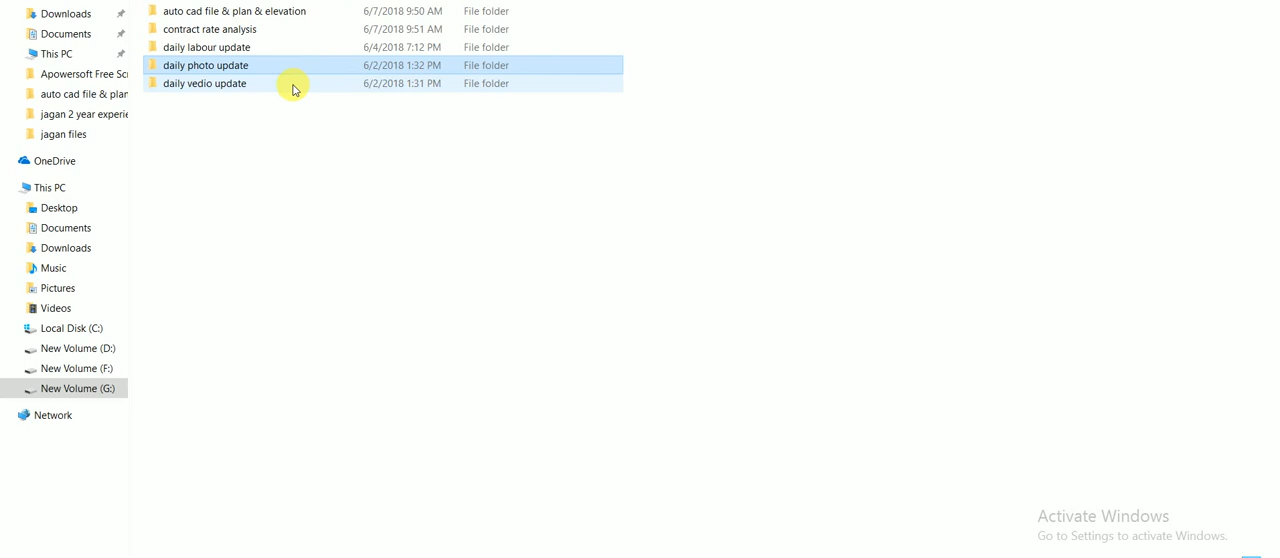 Downloads
Documents
This PC
Apowersoft Free Scr
auto cad file & plan
jagan 2 year experie
jagan files
OneDrive
This PC
Desktop
Documents
Downloads
Music
Pictures
Videos
Local Disk (C:)
New Volume (D:)
New Volume (F:)
New Volume (G:)
Network
auto cad file & plan & elevation 6/7/2018 9:50 AM File folder
contract rate analysis 6/7/2018 9:51 AM File folder
daily labour update 6/4/2018 7:12 PM File folder
daily photo update 6/2/2018 1:32 PM File folder
daily vedio update 6/2/2018 1:31 PM File folder
Activate Windows
Go to Settings to activate Windows.